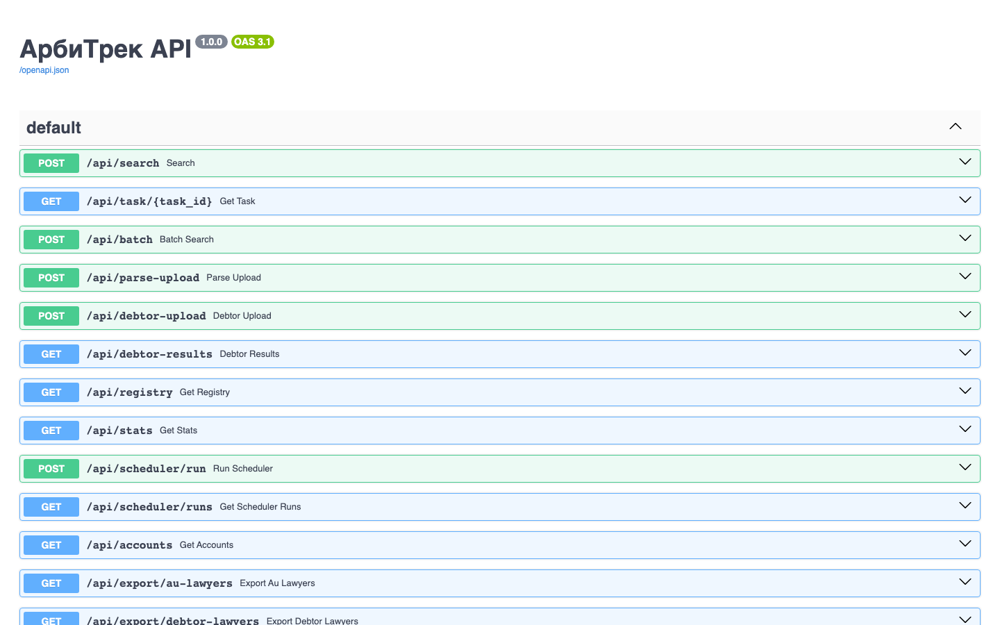 АрбиТрек API 1.0.0 OAS 3.1
/openapi.json
default
POST /api/search Search
GET /api/task/{task_id} Get Task
POST /api/batch Batch Search
POST /api/parse-upload Parse Upload
POST /api/debtor-upload Debtor Upload
GET /api/debtor-results Debtor Results
GET /api/registry Get Registry
GET /api/stats Get Stats
POST /api/scheduler/run Run Scheduler
GET /api/scheduler/runs Get Scheduler Runs
GET /api/accounts Get Accounts
GET /api/export/au-lawyers Export Au Lawyers
GET /api/export/debtor-lawyers Export Debtor Lawyers